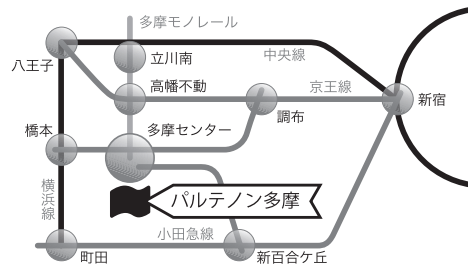 多摩モノレール
八王子
立川南
中央線
高幡不動
京王線
新宿
調布
橋本
多摩センター
横浜線
パルテノン多摩
小田急線
町田
新百合ケ丘